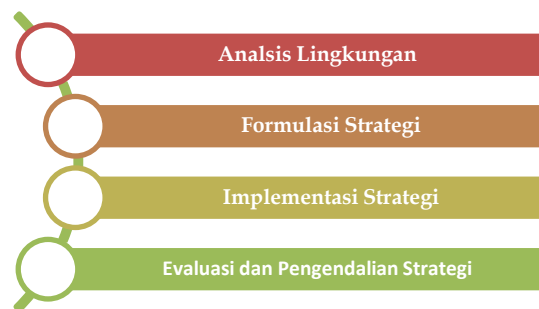 Analsis Lingkungan
Formulasi Strategi
Implementasi Strategi
Evaluasi dan Pengendalian Strategi